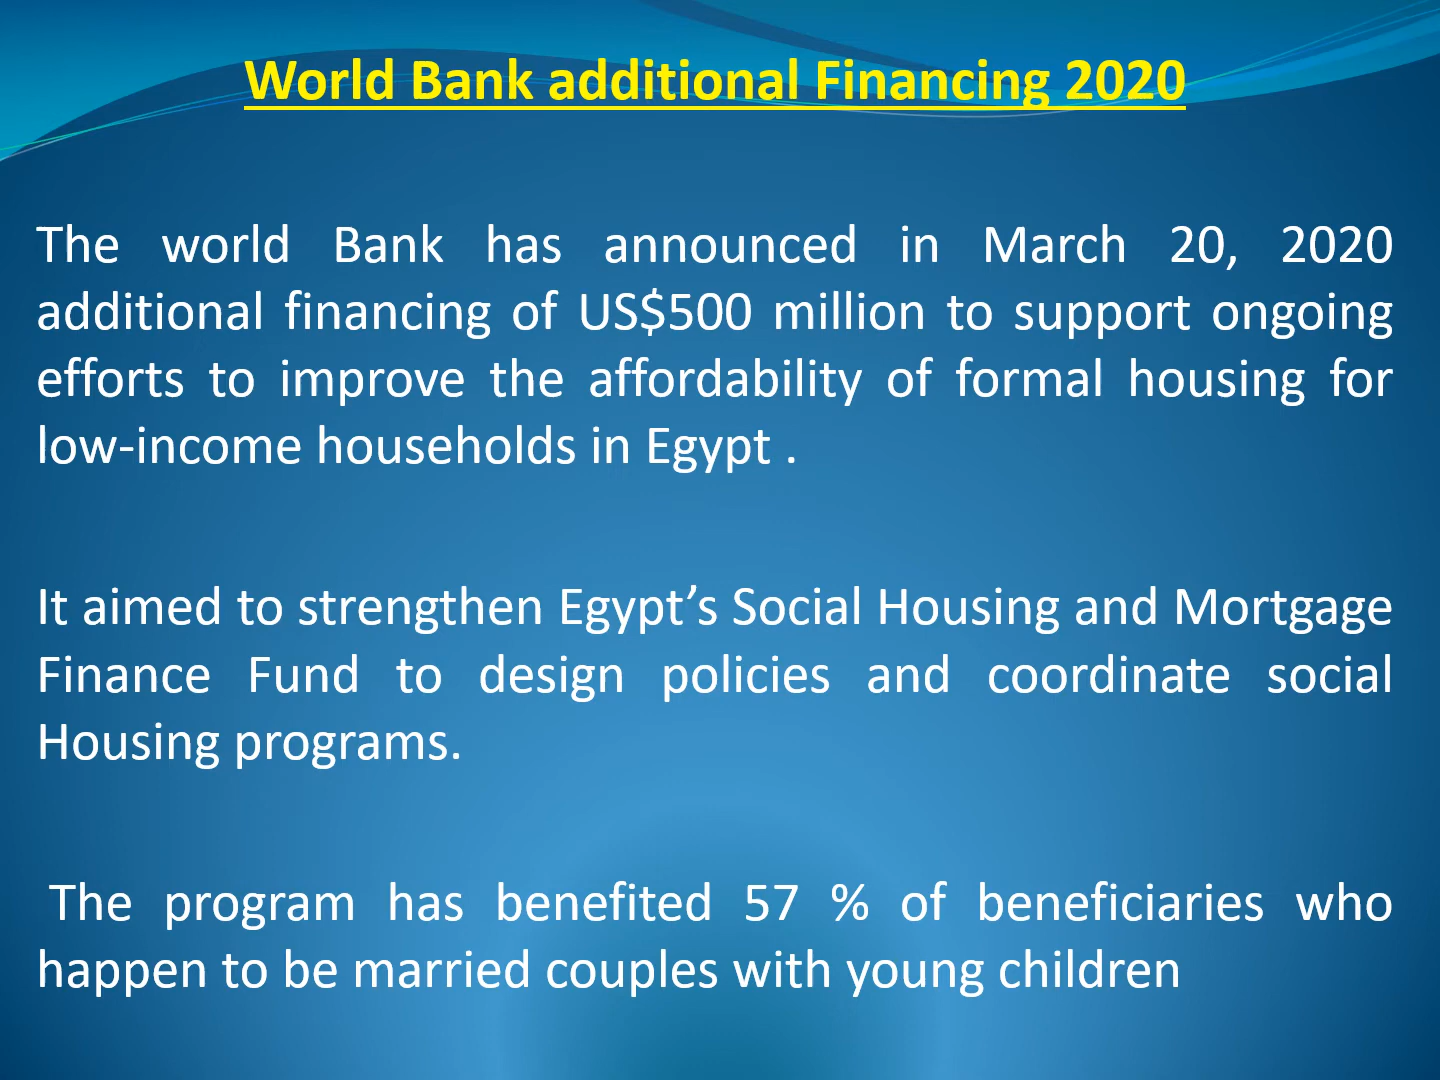 World Bank additional Financing 2020
The world Bank has announced in March 20, 2020
additional financing of US$500 million to support ongoing
efforts to improve the affordability of formal housing for
low-income households in Egypt .
It aimed to strengthen Egypt’s Social Housing and Mortgage
Finance Fund to design policies and coordinate social
Housing programs.
The program has benefited 57 % of beneficiaries who
happen to be married couples with young children